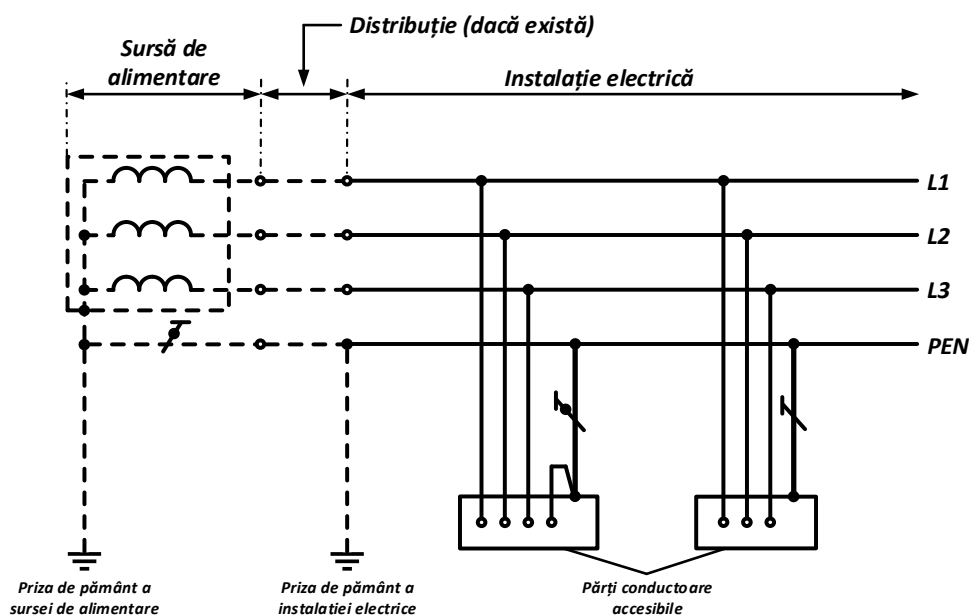 Distribuție (dacă există)
Sursă de
alimentare
Instalație electrică
L1
L2
L3
PEN
Priza de pământ a
sursei de alimentare
Priza de pământ a
instalatiei electrice
Părți conductoare
accesibile